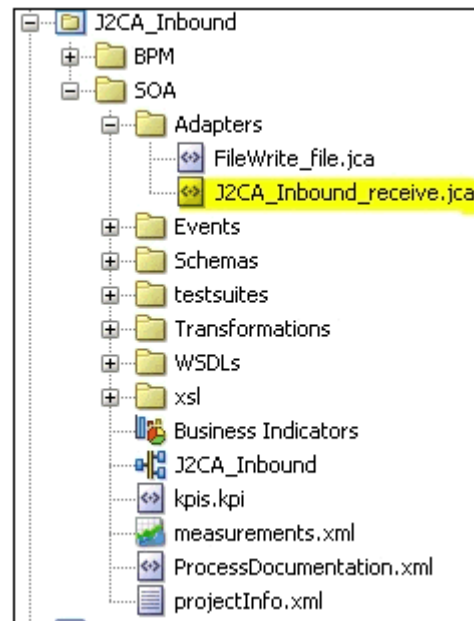 J2CA_Inbound
BPM
SOA
Adapters
FileWrite_file.jca
J2CA_Inbound_receive.jca
Events
Schemas
testsuites
Transformations
WSDLs
xsl
Business Indicators
J2CA_Inbound
kpis.kpi
measurements.xml
ProcessDocumentation.xml
projectInfo.xml